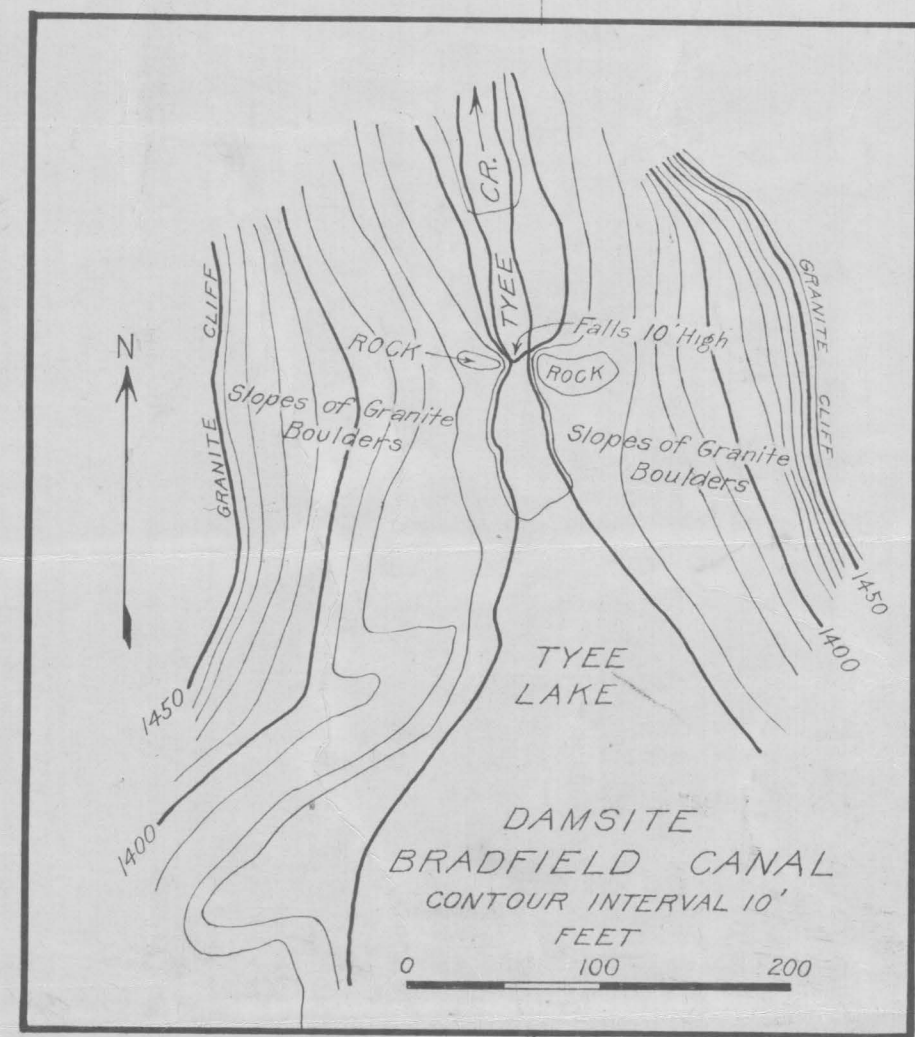 CR.
TYEE
N
GRANITE CLIFF
GRANITE CLIFF
Falls 10' High
ROCK
ROCK
Slopes of Granite
Boulders
Slopes of Granite
Boulders
1450
1400
1450
1400
TYEE
LAKE
DAMSITE
BRADFIELD CANAL
CONTOUR INTERVAL 10'
FEET
0 100 200